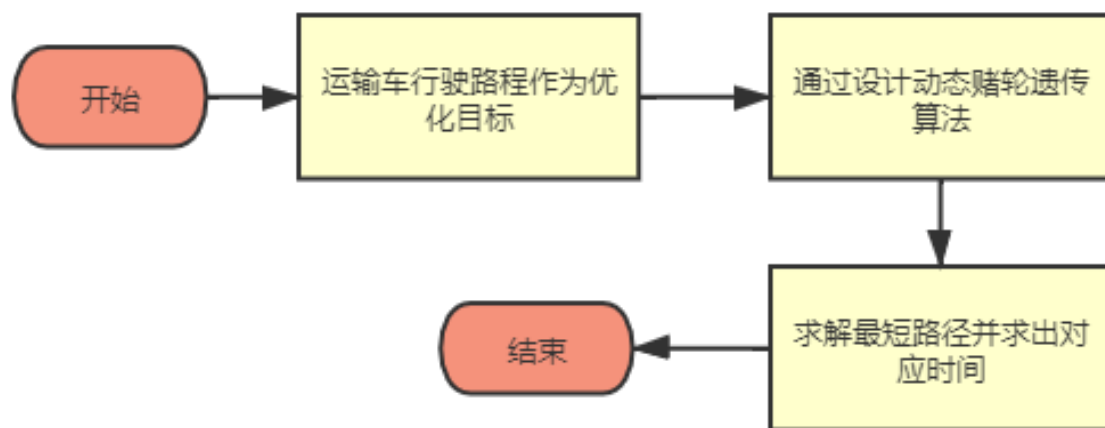 开始
运输车行驶路程作为优
化目标
通过设计动态赌轮遗传
算法
求解最短路径并求出对
应时间
结束